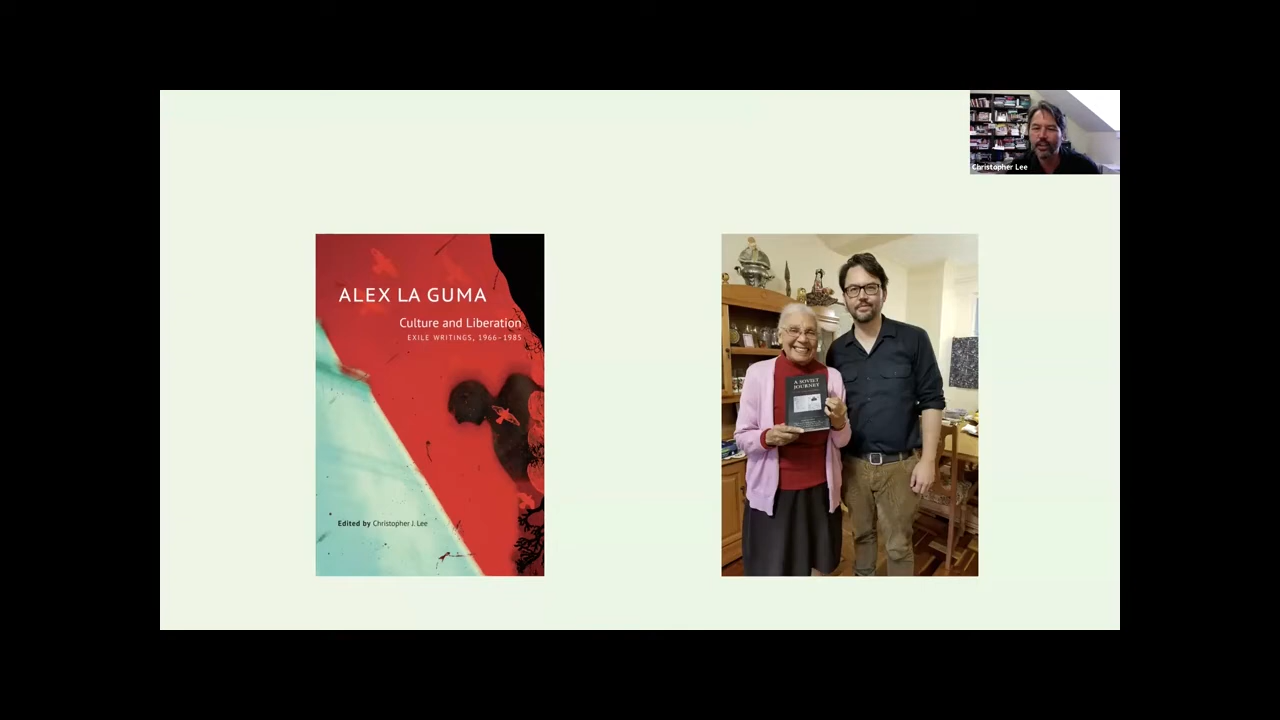 Christopher Lee
ALEX LA GUMA
Culture and Liberation
EXILE WRITINGS, 1966–1985
Edited by Christopher J. Lee
A SOVIET
JOURNEY